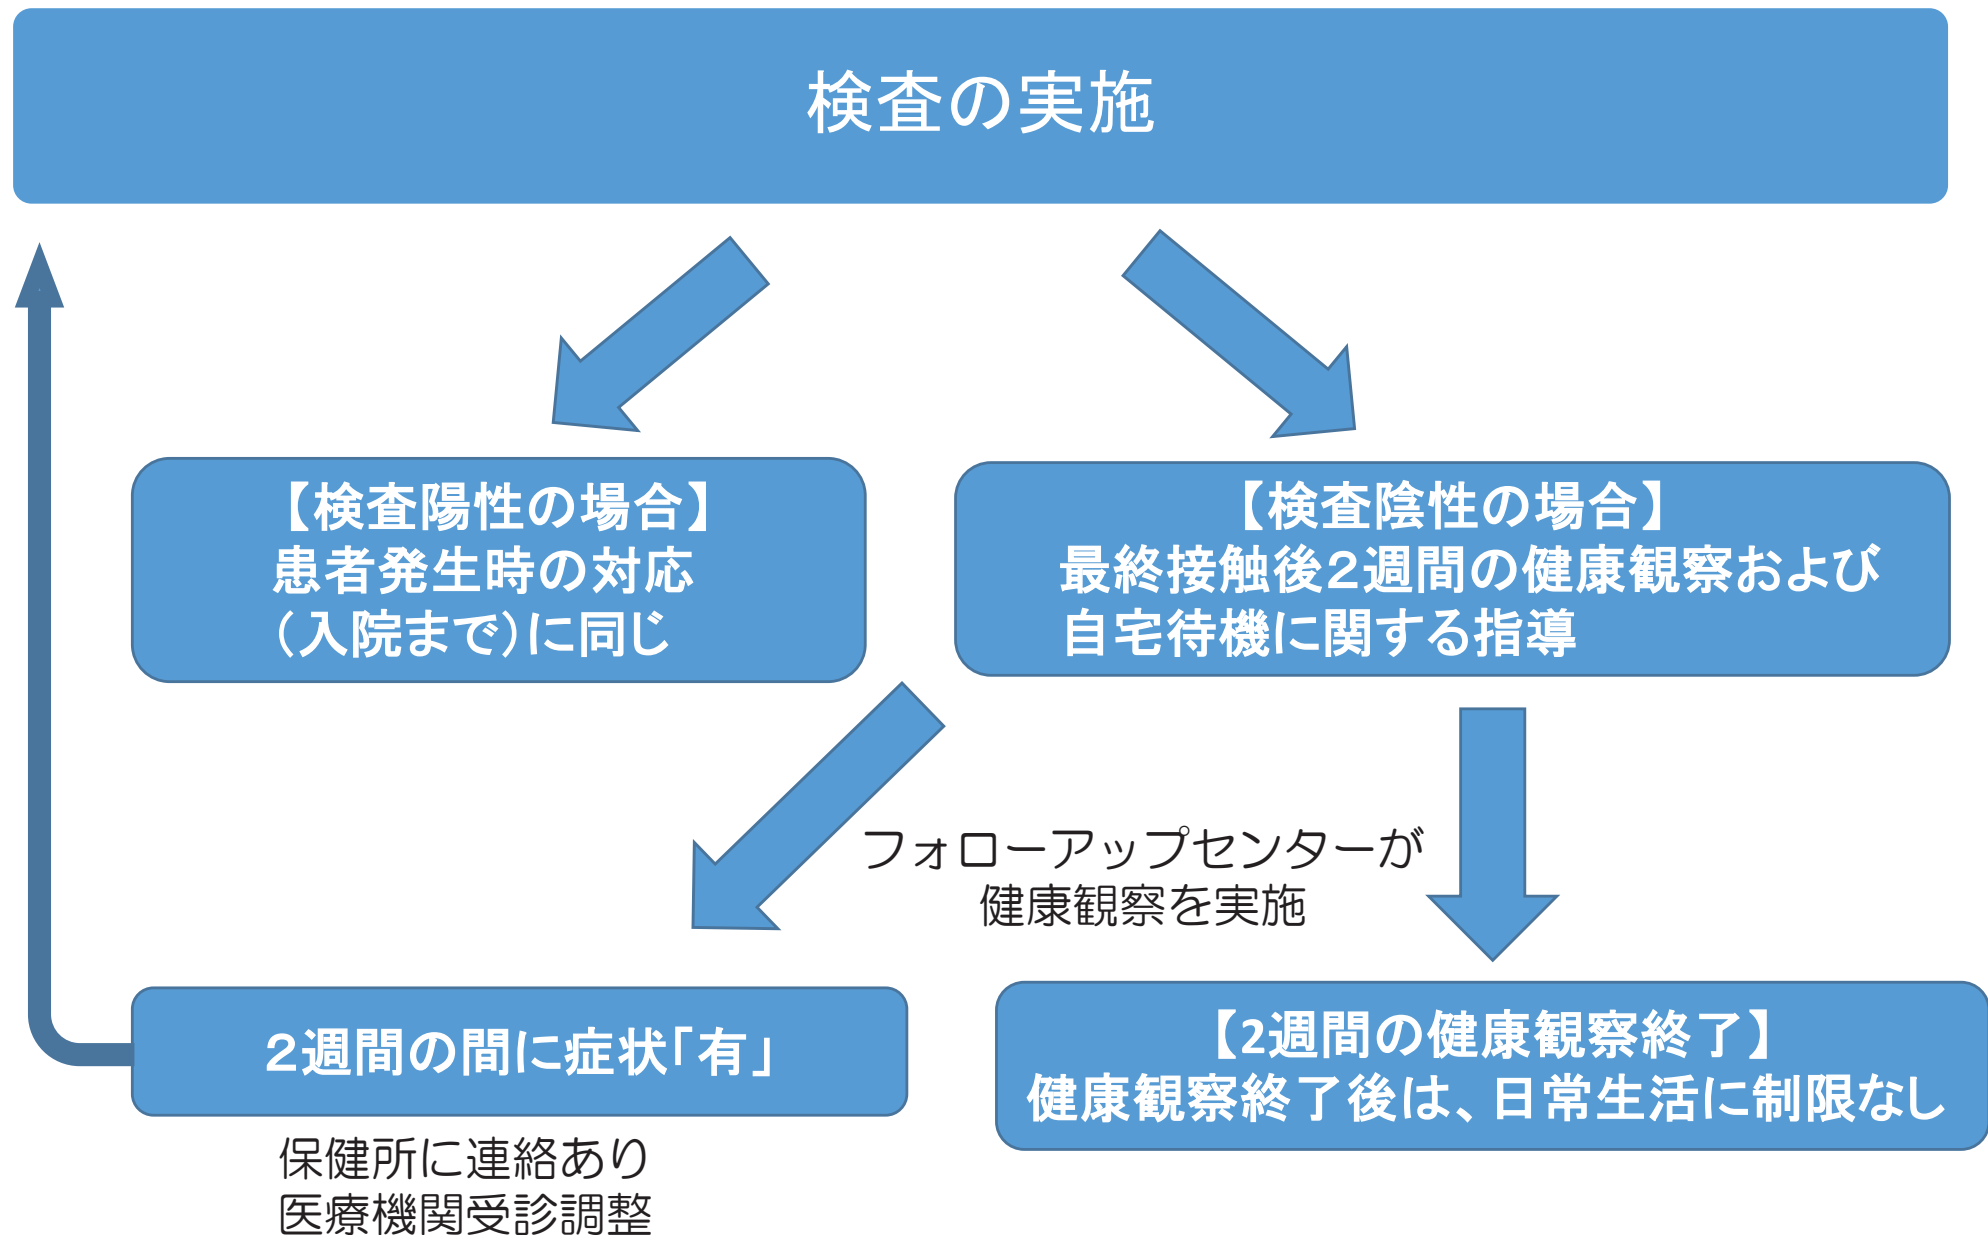 検査の実施
【検査陽性の場合】
患者発生時の対応
(入院まで)に同じ
【検査陰性の場合】
最終接触後2週間の健康観察および
自宅待機に関する指導
フォローアップセンターが
健康観察を実施
2週間の間に症状「有」
保健所に連絡あり
医療機関受診調整
【2週間の健康観察終了】
健康観察終了後は、日常生活に制限なし